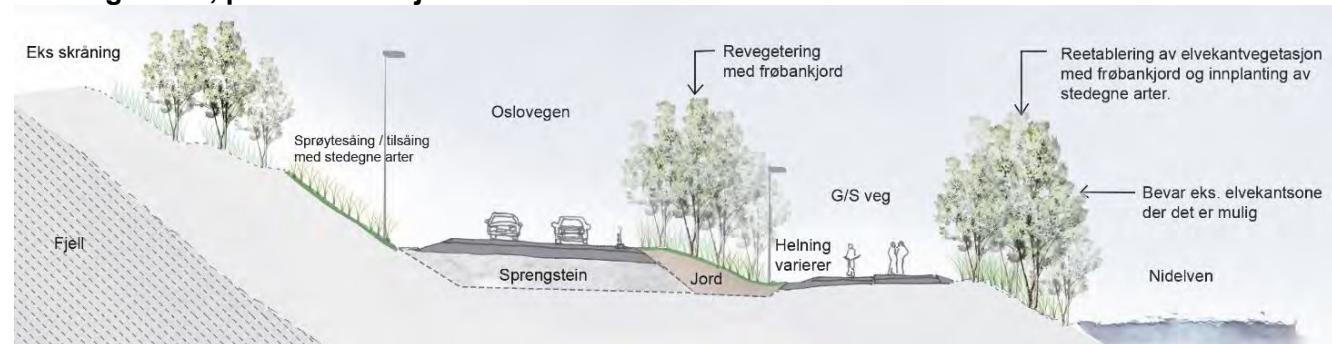 Eks skråning
Revegetering
med frøbankjord
Reetablering av elvekantvegetasjon
med frøbankjord og innplanting av
stedegne arter.
Oslovegen
Sprøytesåing / tilsåing
med stedegne arter
G/S veg
Bevar eks. elvekantsone
der det er mulig
Fjell
Sprengstein
Jord
Helning
varierer
Nidelven